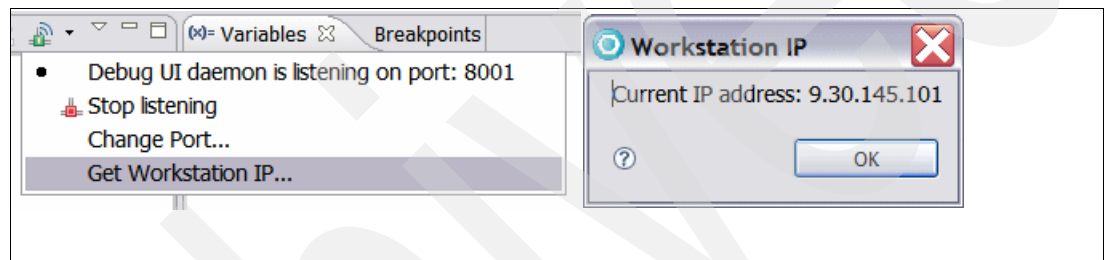 (x)= Variables Breakpoints
Debug UI daemon is listening on port: 8001
Stop listening
Change Port...
Get Workstation IP...
Workstation IP
Current IP address: 9.30.145.101
? OK